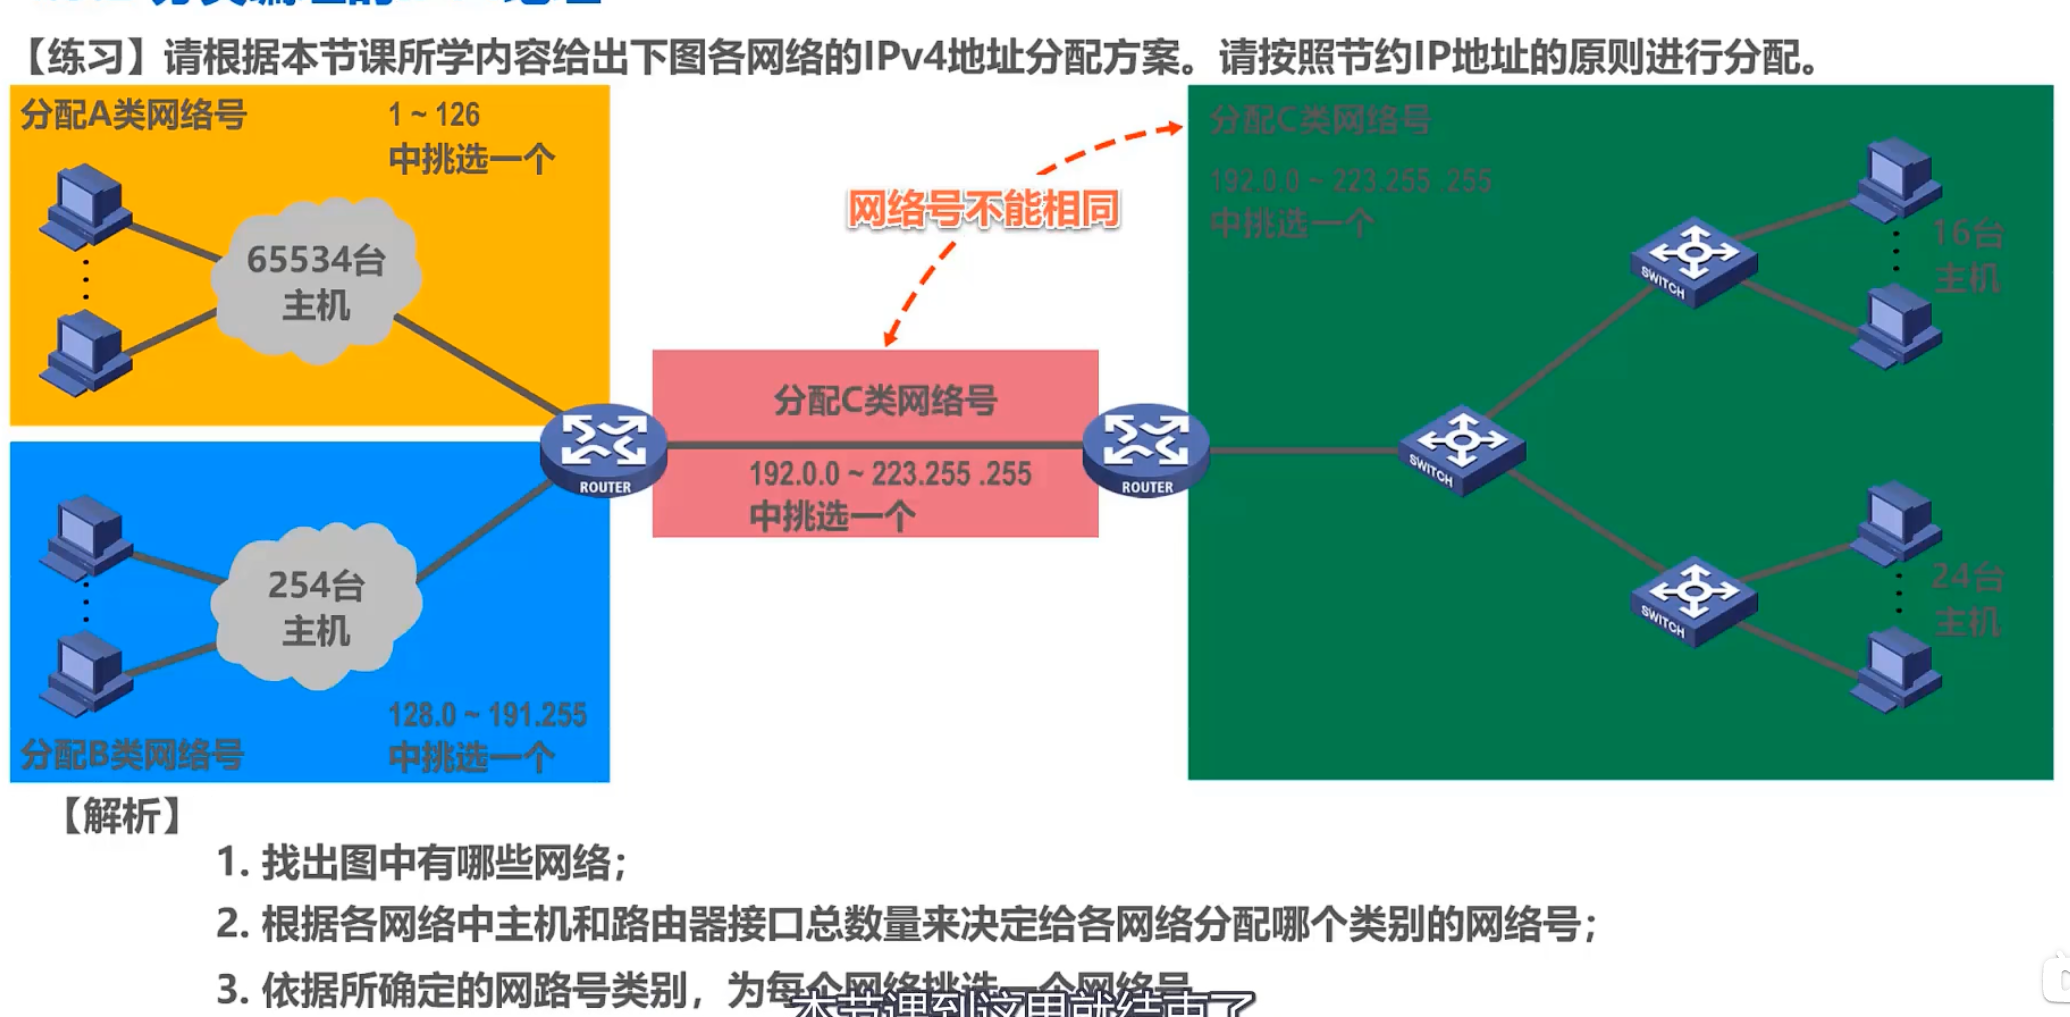 【练习】请根据本节课所学内容给出下图各网络的IPv4地址分配方案。请按照节约IP地址的原则进行分配。
分配A类网络号
1 ~ 126
中挑选一个
65534台
主机
分配B类网络号
128.0 ~ 191.255
中挑选一个
254台
主机
ROUTER
分配C类网络号
192.0.0 ~ 223.255 .255
中挑选一个
ROUTER
网络号不能相同
分配C类网络号
192.0.0 ~ 223.255 .255
中挑选一个
SWITCH
SWITCH
SWITCH
16台
主机
24台
主机
【解析】
1. 找出图中有哪些网络；
2. 根据各网络中主机和路由器接口总数量来决定给各网络分配哪个类别的网络号；
3. 依据所确定的网路号类别，为每个网络挑选一个网络号
本节课到这里就结束了